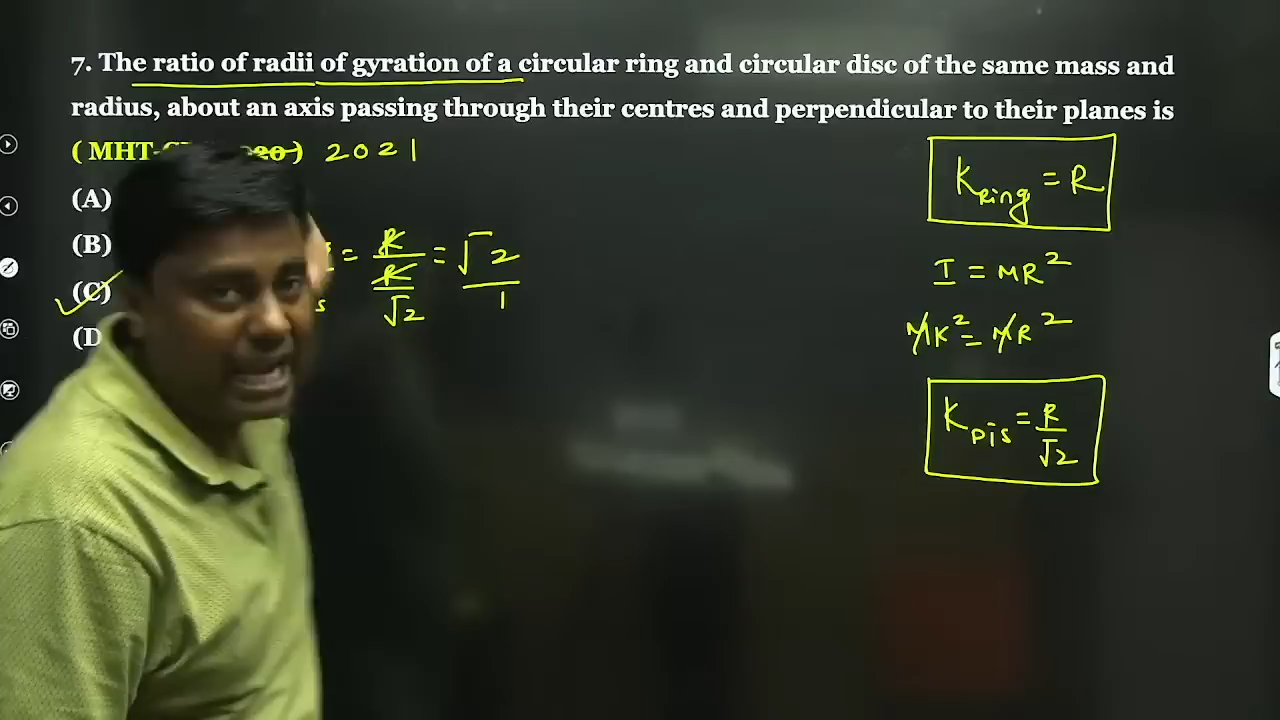 7. The ratio of radii of gyration of a circular ring and circular disc of the same mass and
radius, about an axis passing through their centres and perpendicular to their planes is
( MHT- 2021
(A)
(B)
(C)
(D
= R / (R/√2) = √2/1
s
K Ring = R
I = MR²
MK² = MR²
K Dis = R/√2